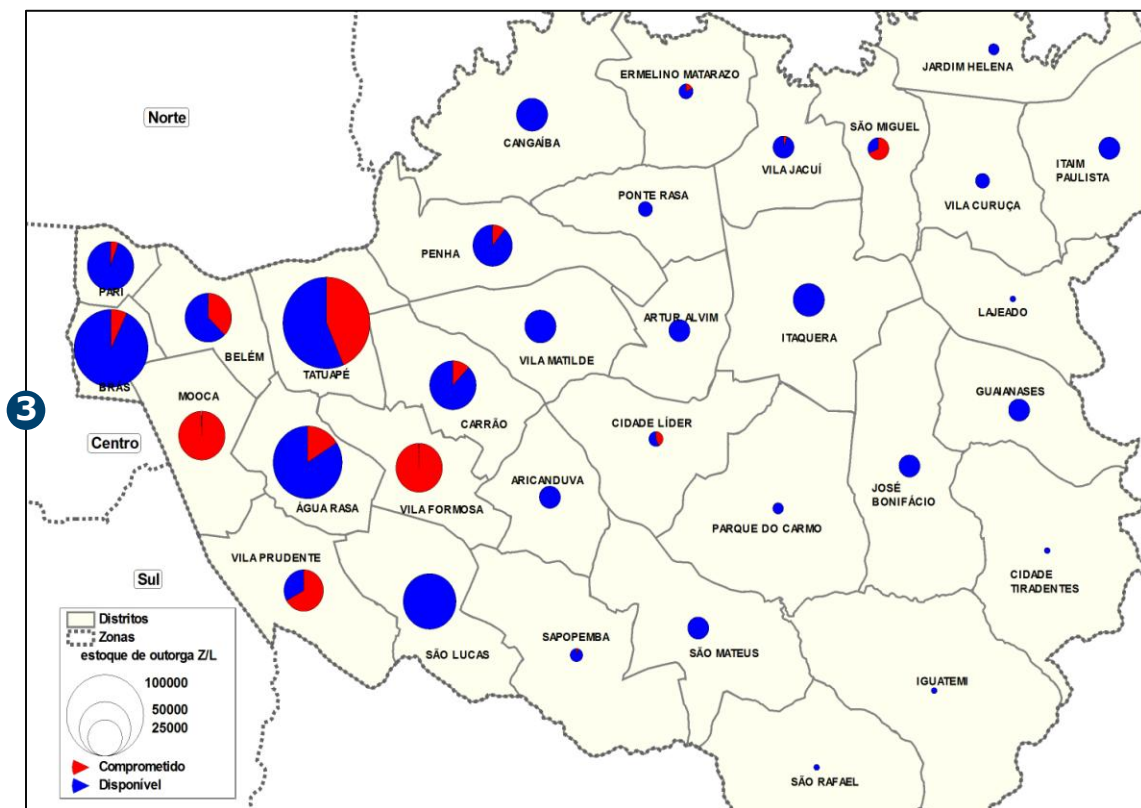 JARDIM HELENA
ERMELINO MATARAZO
Norte
CANGAÍBA
SÃO MIGUEL
VILA JACUÍ
ITAIM
PAULISTA
PONTE RASA
VILA CURUÇA
PENHA
PARI
ARTUR ALVIM
ITAQUERA
LAJEADO
BELÉM
VILA MATILDE
TATUAPÉ
BRÁS
MOOCA
GUAIANASES
3
CARRÃO
CIDADE LÍDER
Centro
ARICANDUVA
JOSÉ
BONIFÁCIO
ÁGUA RASA
VILA FORMOSA
PARQUE DO CARMO
VILA PRUDENTE
CIDADE
TIRADENTES
Sul
Distritos
Zonas
estoque de outorga Z/L
100000
50000
25000
Comprometido
Disponível
SÃO LUCAS
SAPOPEMBA
SÃO MATEUS
IGUATEMI
SÃO RAFAEL